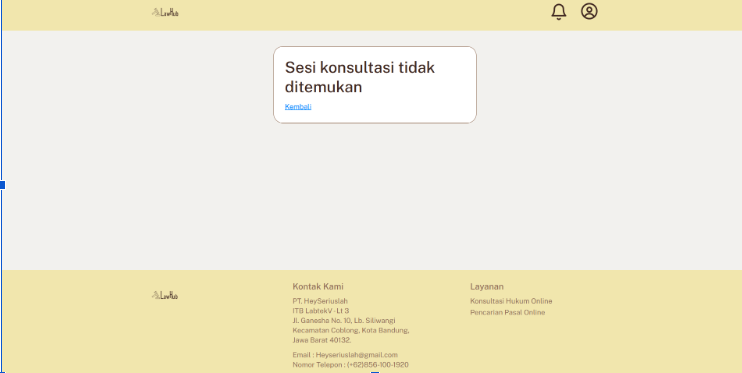 LawRub
Sesi konsultasi tidak
ditemukan
Kembali
Kontak Kami
PT. HeySeriuslah
ITB LabtekV - Lt 3
Jl. Ganesha No. 10, Lb. Siliwangi
Kecamatan Coblong, Kota Bandung,
Jawa Barat 40132.
Email : Heyseriuslah@gmail.com
Nomor Telepon : (+62)856-100-1920
Layanan
Konsultasi Hukum Online
Pencarian Pasal Online